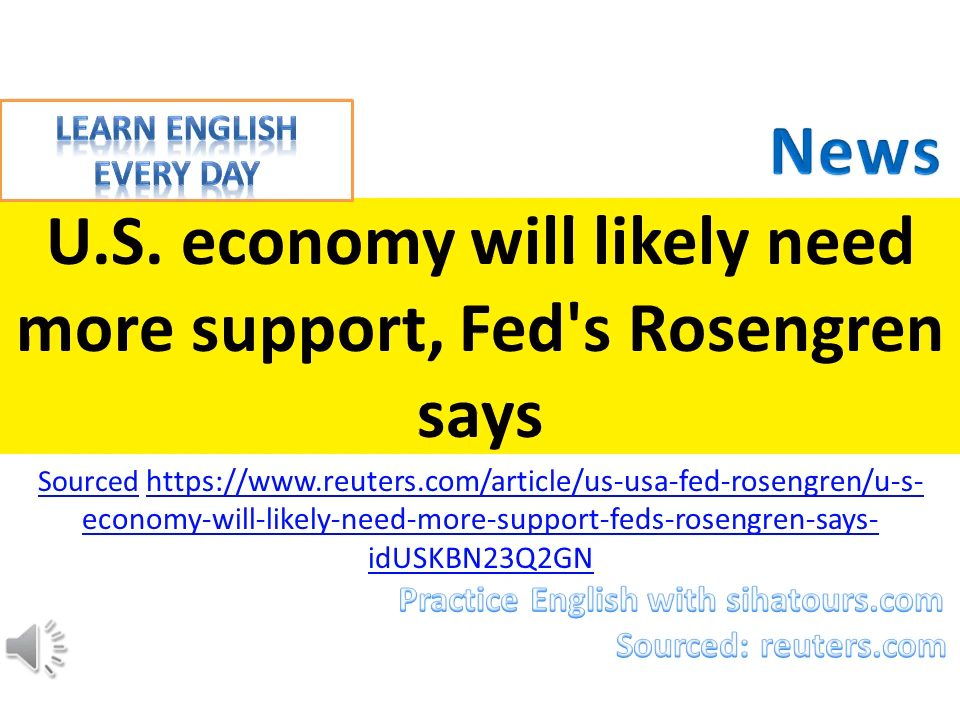 LEARN ENGLISH
EVERY DAY
News
U.S. economy will likely need
more support, Fed's Rosengren
says
Sourced https://www.reuters.com/article/us-usa-fed-rosengren/u-s-
economy-will-likely-need-more-support-feds-rosengren-says-
idUSKBN23Q2GN
Practice English with sihatours.com
Sourced: reuters.com